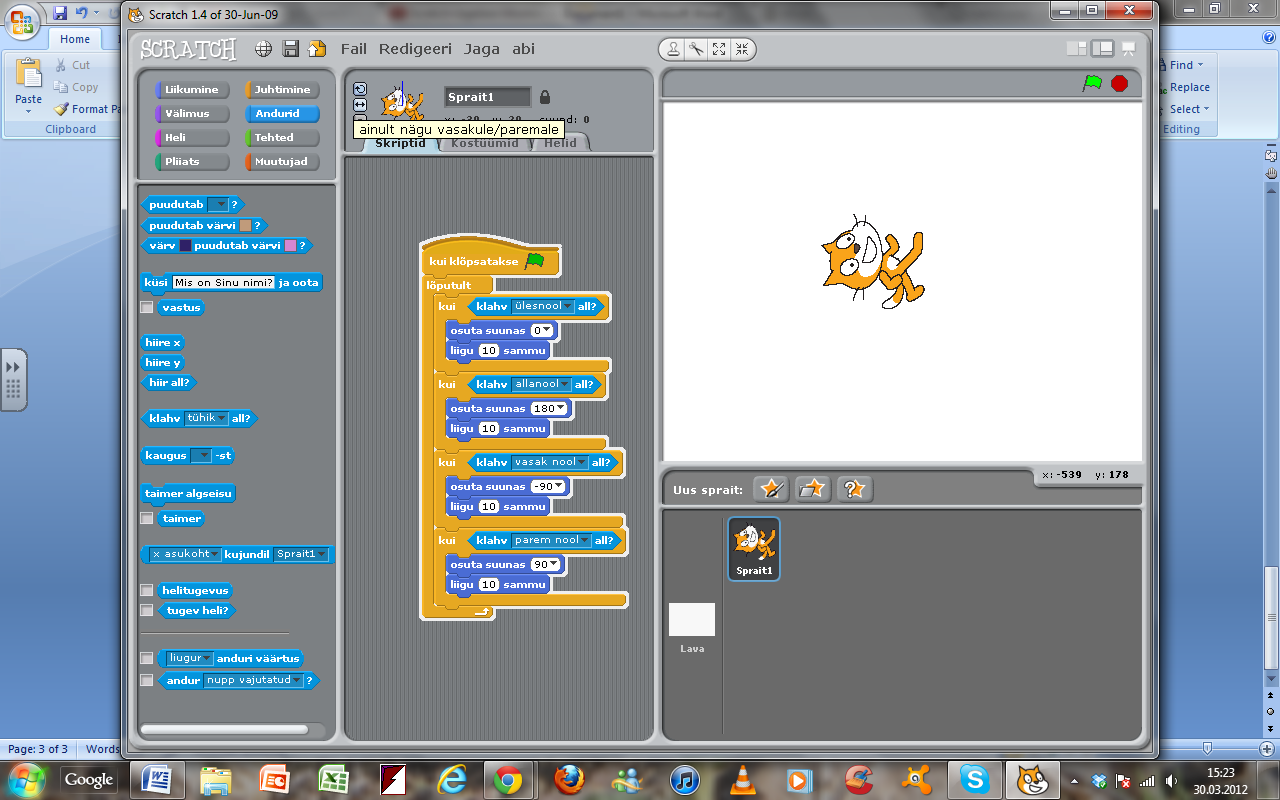 Scratch 1.4 of 30-Jun-09
Home
Paste
Cut
Copy
Format Pa
Clipboard
Find
Replace
Select
Editing
SCRATCH
Fail Redigeeri Jaga abi
Liikumine Juhtimine
Välimus Andurid
Heli Tehted
Pliiats Muutujad
puudutab ?
puudutab värvi ?
värv puudutab värvi ?
küsi Mis on Sinu nimi? ja oota
vastus
hiire x
hiire y
hiir all?
klahv tühik all?
kaugus -st
taimer algseisu
taimer
x asukoht kujundil Sprait1
helitugevus
tugev heli?
liugur anduri väärtus
andur nupp vajutatud ?
Sprait1
ainult nägu vasakule/paremale
Skriptid Kostüümid Helid
kui klõpsatakse
lõputult
kui klahv ülesnool all?
osuta suunas 0
liigu 10 sammu
kui klahv allanool all?
osuta suunas 180
liigu 10 sammu
kui klahv vasak nool all?
osuta suunas -90
liigu 10 sammu
kui klahv parem nool all?
osuta suunas 90
liigu 10 sammu
x: -539 y: 178
Uus sprait:
Sprait1
Lava
Page: 3 of 3 Words
Google
15:23
30.03.2012